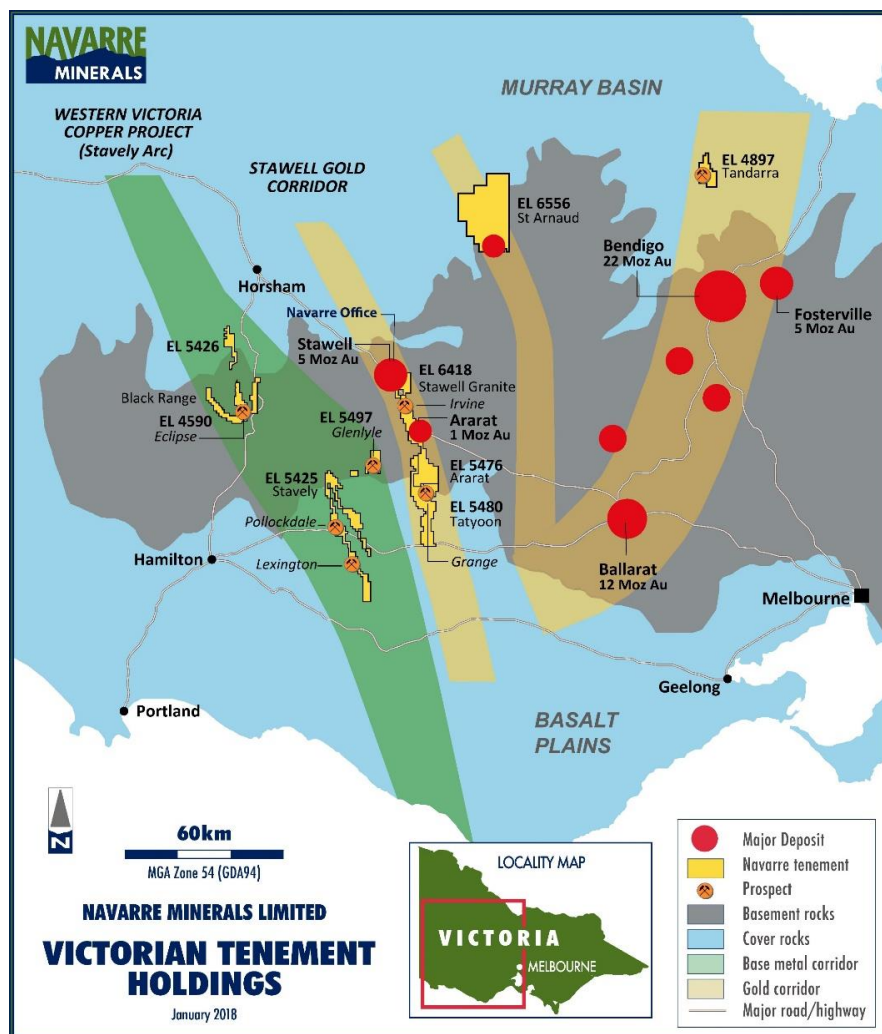 NAVARRE
MINERALS
MURRAY BASIN
WESTERN VICTORIA
COPPER PROJECT
(Stavely Arc)
STAWELL GOLD
CORRIDOR
EL 4897
Tandarra
EL 6556
St Arnaud
Bendigo
22 Moz Au
Horsham
Navarre Office
Fosterville
5 Moz Au
Stawell
5 Moz Au
EL 5426
EL 6418
Stawell Granite
Irvine
Black Range
EL 4590
Eclipse
EL 5497
Glenlyle
Ararat
1 Moz Au
EL 5425
Stavely
EL 5476
Ararat
EL 5480
Tatyoon
Pollockdale
Hamilton
Lexington
Grange
Ballarat
12 Moz Au
Melbourne
Geelong
Portland
BASALT
PLAINS
N
60km
MGA Zone 54 (GDA94)
NAVARRE MINERALS LIMITED
VICTORIAN TENEMENT
HOLDINGS
January 2018
LOCALITY MAP
VICTORIA
MELBOURNE
Major Deposit
Navarre tenement
Prospect
Basement rocks
Cover rocks
Base metal corridor
Gold corridor
Major road/highway